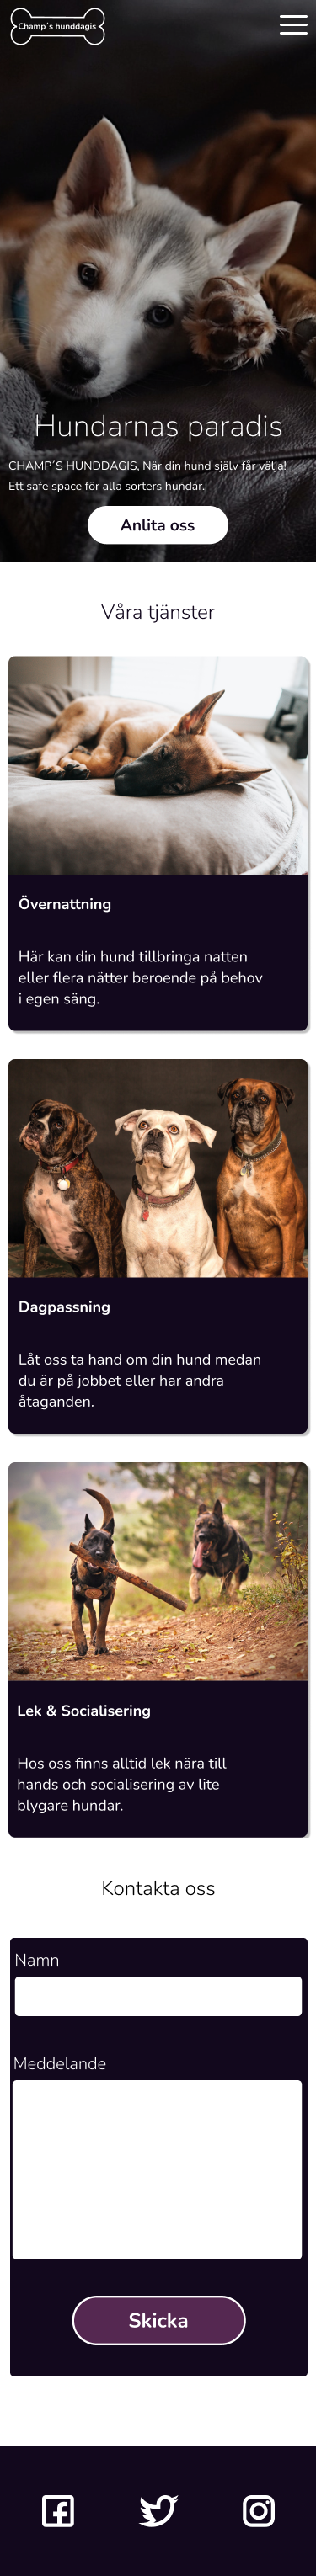 Champ´s hunddagis
Hundarnas paradis
CHAMP´S HUNDDAGIS, När din hund själv får välja!
Ett safe space för alla sorters hundar.
Anlita oss
Våra tjänster
Övernattning
Här kan din hund tillbringa natten
eller flera nätter beroende på behov
i egen säng.
Dagpassning
Låt oss ta hand om din hund medan
du är på jobbet eller har andra
åtaganden.
Lek & Socialisering
Hos oss finns alltid lek nära till
hands och socialisering av lite
blygare hundar.
Kontakta oss
Namn
Meddelande
Skicka